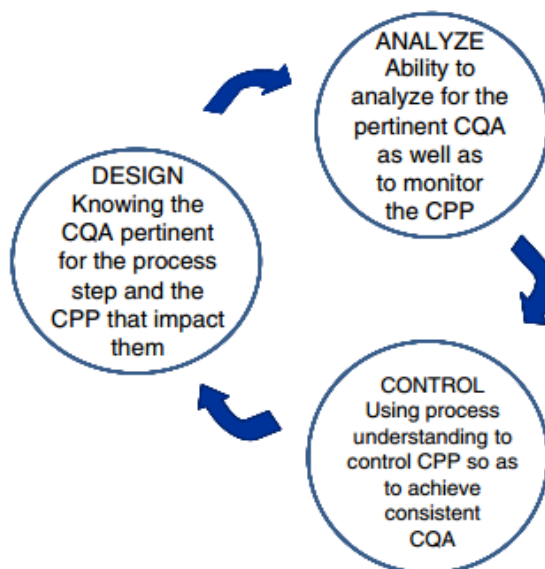 ANALYZE
Ability to
analyze for the
pertinent CQA
as well as
to monitor
the CPP
DESIGN
Knowing the
CQA pertinent
for the process
step and the
CPP that impact
them
CONTROL
Using process
understanding to
control CPP so as
to achieve
consistent
CQA